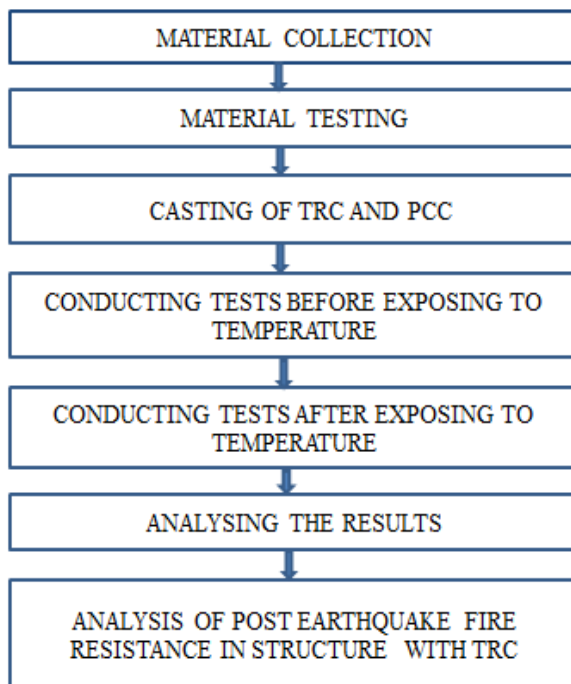 MATERIAL COLLECTION
MATERIAL TESTING
CASTING OF TRC AND PCC
CONDUCTING TESTS BEFORE EXPOSING TO
TEMPERATURE
CONDUCTING TESTS AFTER EXPOSING TO
TEMPERATURE
ANALYSING THE RESULTS
ANALYSIS OF POST EARTHQUAKE FIRE
RESISTANCE IN STRUCTURE WITH TRC